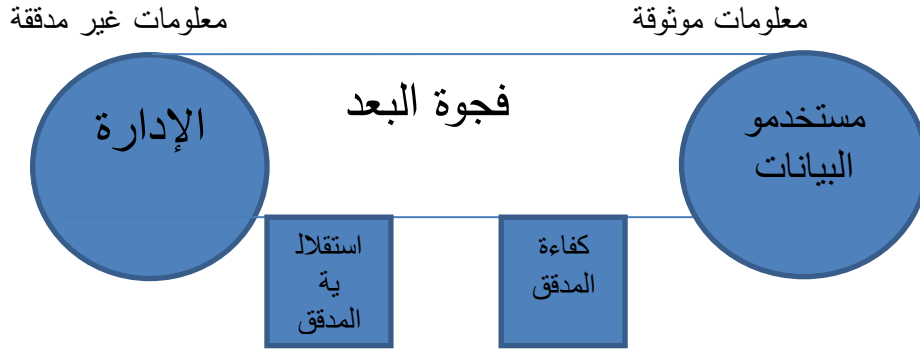 معلومات موثوقة
معلومات غير مدققة
فجوة البعد
مستخدمو
البيانات
الإدارة
كفاءة
المدقق
استقلال
ية
المدقق